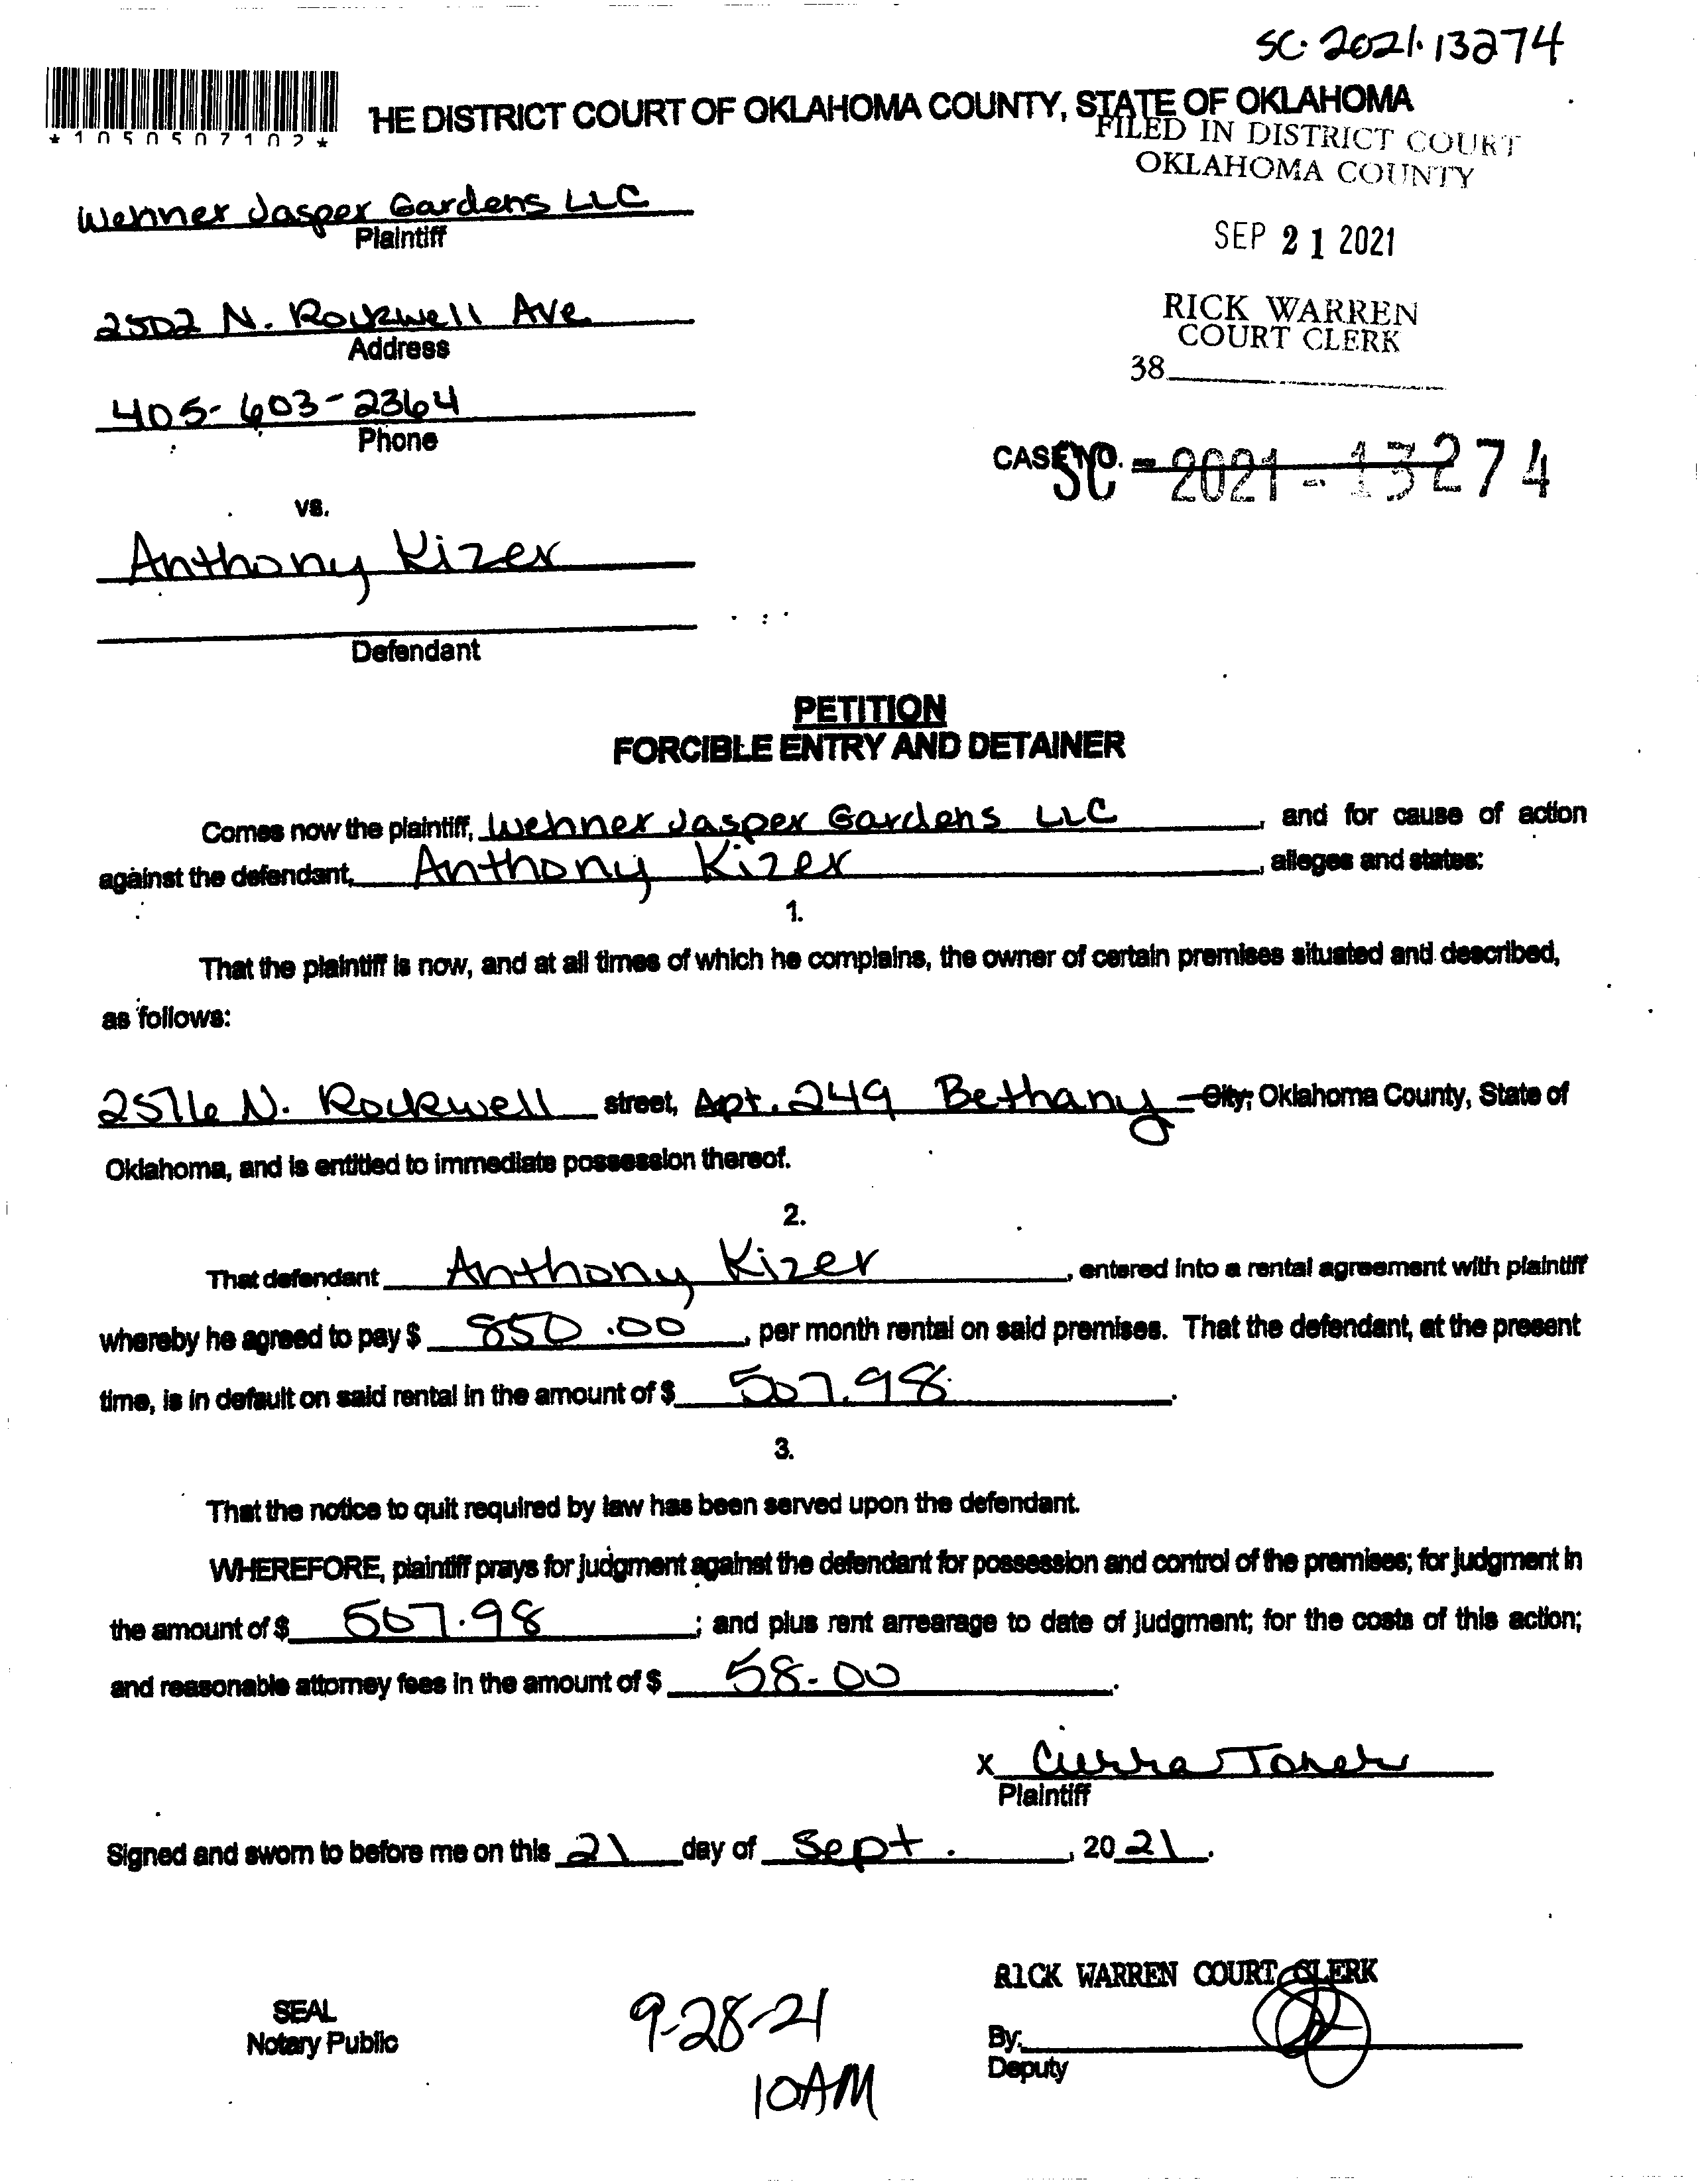 SC. 2021. 13274
HE DISTRICT COURT OF OKLAHOMA COUNTY, STATE OF OKLAHOMA
*1050507102*
FILED IN DISTRICT COURT
OKLAHOMA COUNTY
Wehner Jasper Gardens LLC
Plaintiff
SEP 21 2021
2502 N. Rockwell Ave.
Address
RICK WARREN
COURT CLERK
38
405-603-2364
Phone
CASE NO. SC - 2021 - 13274
vs.
Anthony Kizer
Defendant
PETITION
FORCIBLE ENTRY AND DETAINER
Comes now the plaintiff, Wehner Jasper Gardens LLC, and for cause of action
against the defendant, Anthony Kizer, alleges and states:
1.
That the plaintiff is now, and at all times of which he complains, the owner of certain premises situated and described,
as follows:
2516 N. Rockwell street, Apt. 249 Bethany City, Oklahoma County, State of
Oklahoma, and is entitled to immediate possession thereof.
2.
That defendant Anthony Kizer, entered into a rental agreement with plaintiff
whereby he agreed to pay $ 850.00, per month rental on said premises. That the defendant, at the present
time, is in default on said rental in the amount of $ 507.98.
3.
That the notice to quit required by law has been served upon the defendant.
WHEREFORE, plaintiff prays for judgment against the defendant for possession and control of the premises; for judgment in
the amount of $ 507.98; and plus rent arrearage to date of judgment; for the costs of this action;
and reasonable attorney fees in the amount of $ 58.00.
x
Plaintiff
Signed and sworn to before me on this 21 day of Sept., 2021.
RICK WARREN COURT CLERK
SEAL
Notary Public
9-28-21
10AM
By:
Deputy